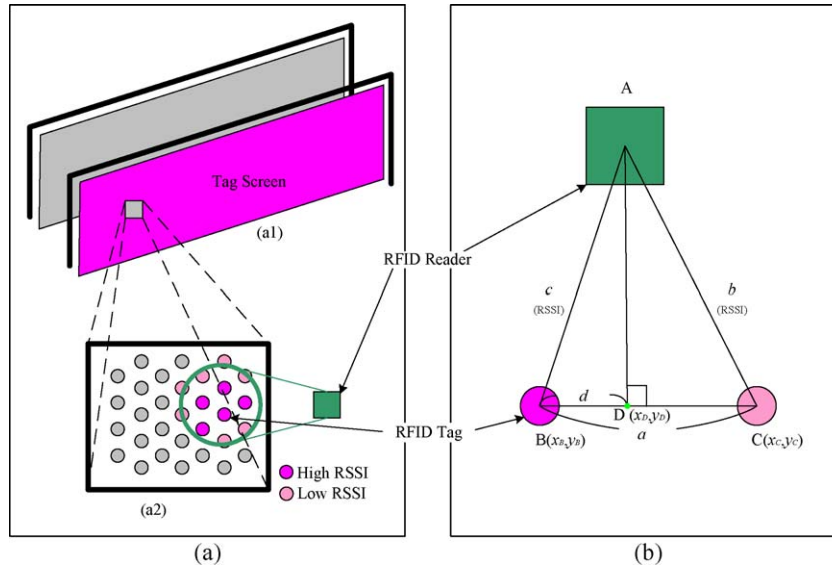 Tag Screen
(a1)
RFID Reader
RFID Tag
High RSSI
Low RSSI
(a2)
(a)
A
c
(RSSI)
b
(RSSI)
d
D (xD,yD)
B(xB,yB)
a
C(xC,yC)
(b)